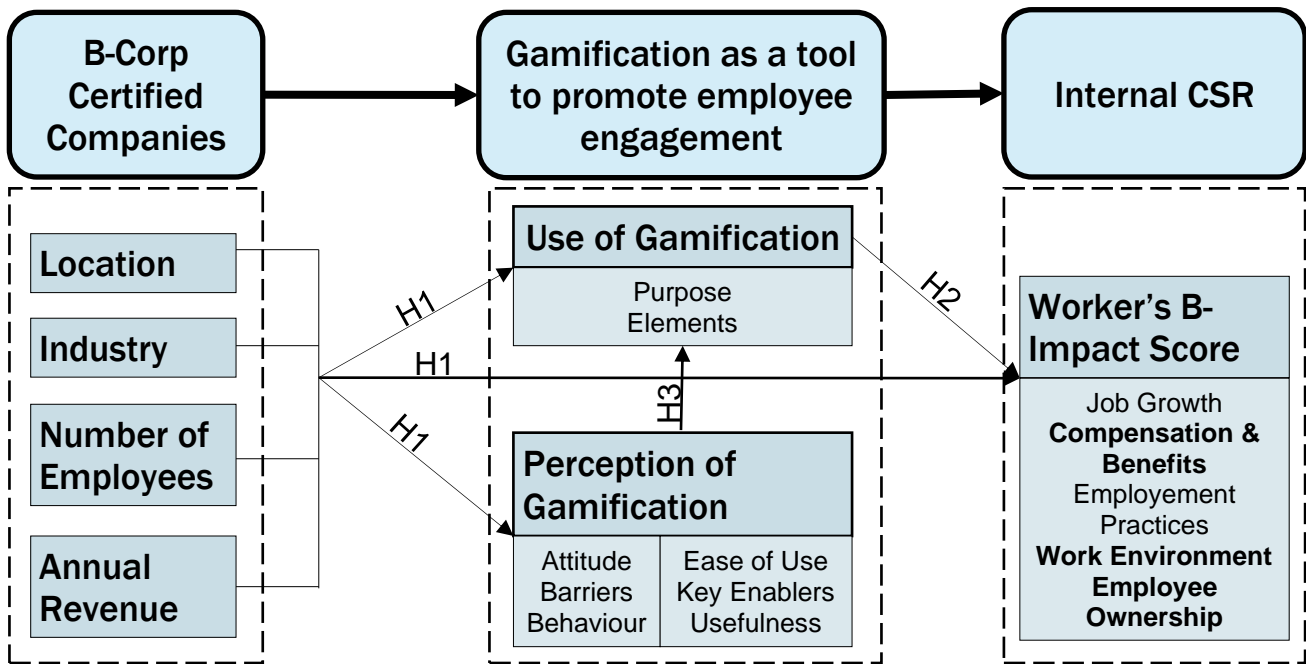 B-Corp
Certified
Companies
Gamification as a tool
to promote employee
engagement
Internal CSR
Location
Industry
Number of
Employees
Annual
Revenue
H1
H1
H1
Use of Gamification
Purpose
Elements
H3
Perception of
Gamification
Attitude
Barriers
Behaviour
Ease of Use
Key Enablers
Usefulness
H2
Worker’s B-
Impact Score
Job Growth
Compensation &
Benefits
Employement
Practices
Work Environment
Employee
Ownership